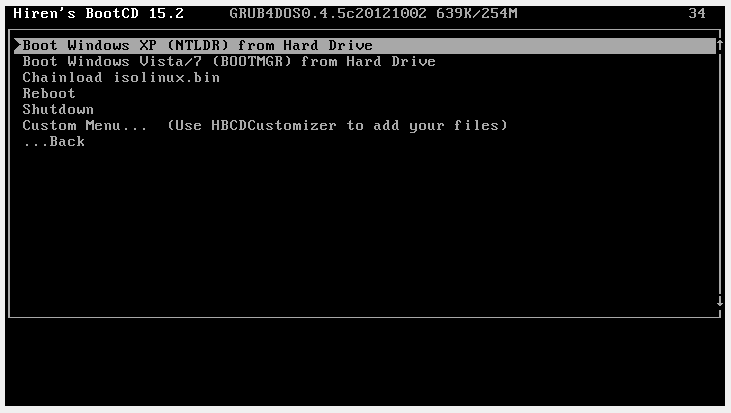 Hiren's BootCD 15.2 GRUB4DOS0.4.5c20121002 639K/254M 34
Boot Windows XP (NTLDR) from Hard Drive
Boot Windows Vista/7 (BOOTMGR) from Hard Drive
Chainload isolinux.bin
Reboot
Shutdown
Custom Menu... (Use HBCDCustomizer to add your files)
...Back